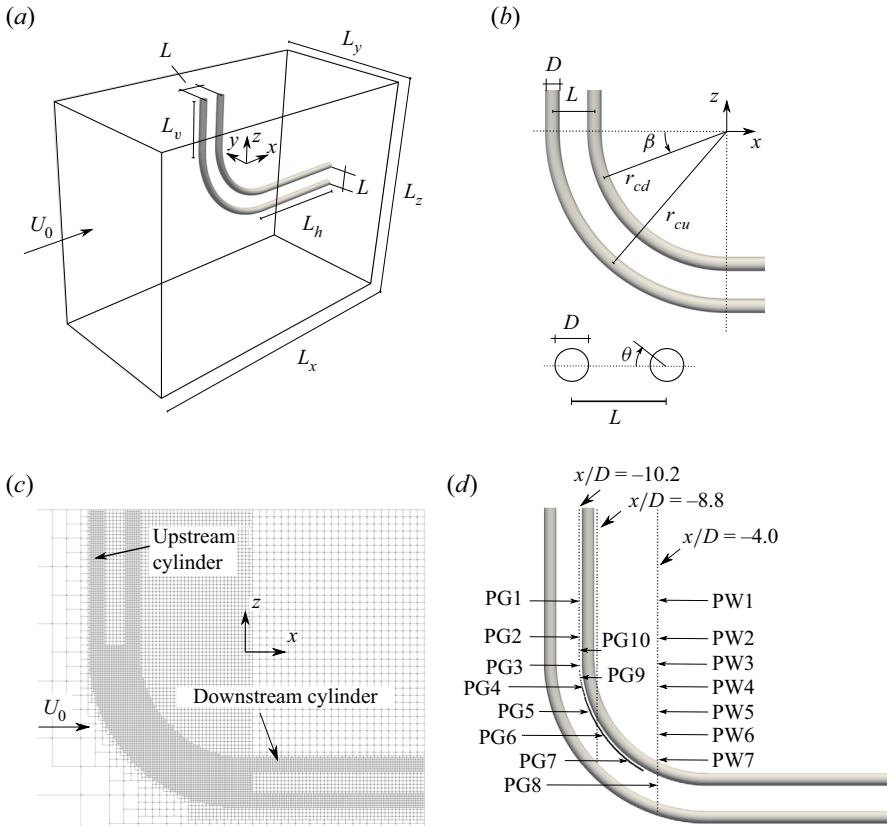 (a)
L
L_y
L_v
z
y
x
L
L_z
U_0
L_h
L_x
(b)
D
L
z
β
x
r_cd
r_cu
D
θ
L
(c)
Upstream
cylinder
z
x
Downstream cylinder
U_0
(d)
x/D = –10.2
x/D = –8.8
x/D = –4.0
PG1
PW1
PG2
PG10
PW2
PG3
PG9
PW3
PG4
PW4
PG5
PW5
PG6
PW6
PG7
PW7
PG8